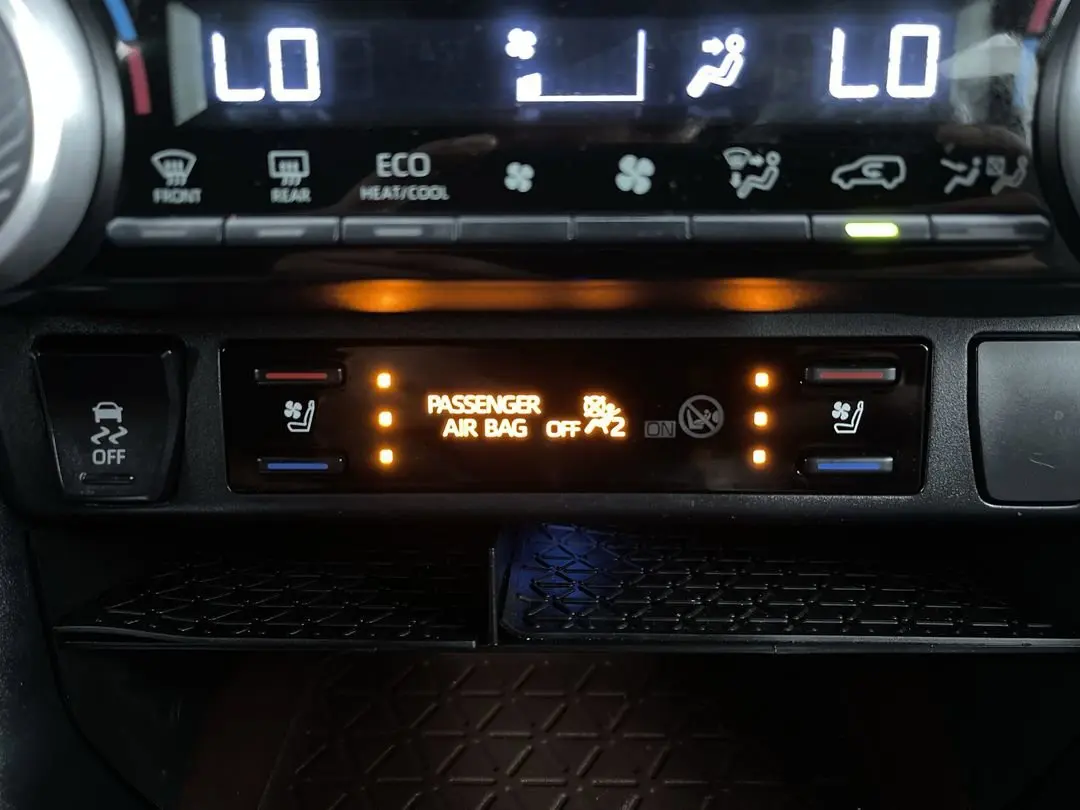 LO LO
FRONT REAR ECO
HEAT/COOL
OFF
PASSENGER
AIR BAG OFF 2 ON